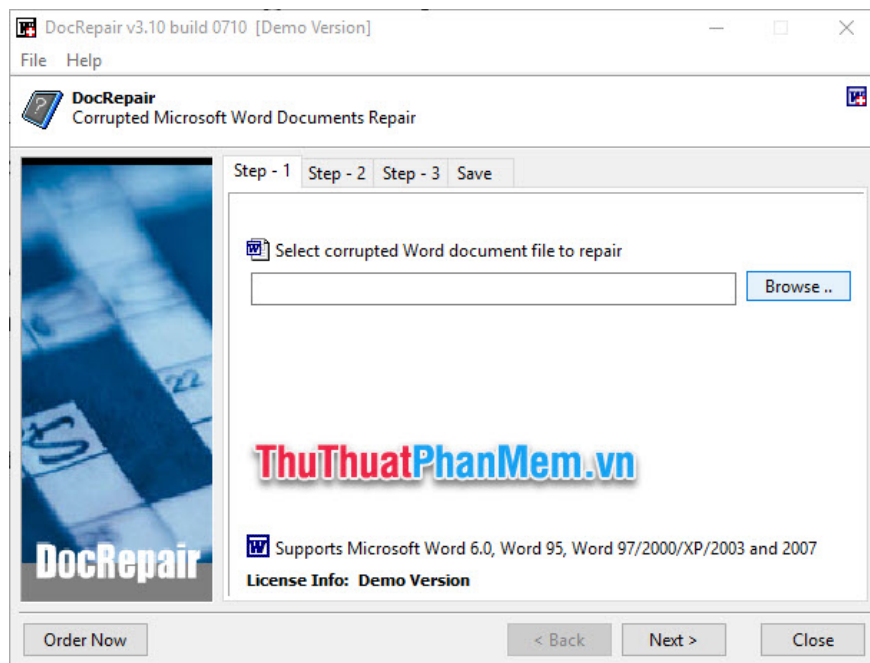 DocRepair v3.10 build 0710 [Demo Version]
File Help
DocRepair
Corrupted Microsoft Word Documents Repair
Step - 1 Step - 2 Step - 3 Save
Select corrupted Word document file to repair
Browse ..
ThuThuatPhanMem.vn
22
Supports Microsoft Word 6.0, Word 95, Word 97/2000/XP/2003 and 2007
DocRepair
License Info: Demo Version
Order Now < Back Next > Close